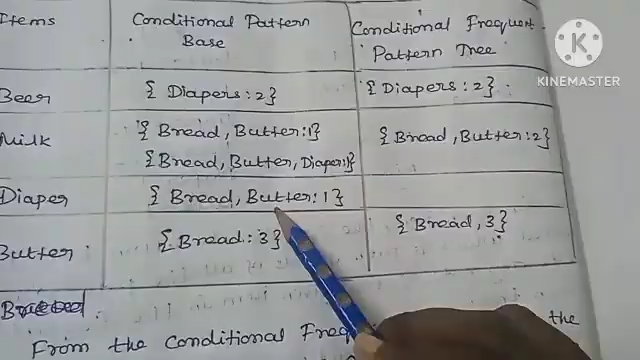 Items Conditional Pattern Base Conditional Frequent Pattern Tree
Beer { Diapers : 2} { Diapers : 2}
Milk { Bread, Butter : 1} { Bread, Butter, Diaper : 1} { Bread, Butter : 2}
Diaper { Bread, Butter : 1}
Butter { Bread : 3} { Bread, 3}
From the Conditional the
KINEMASTER